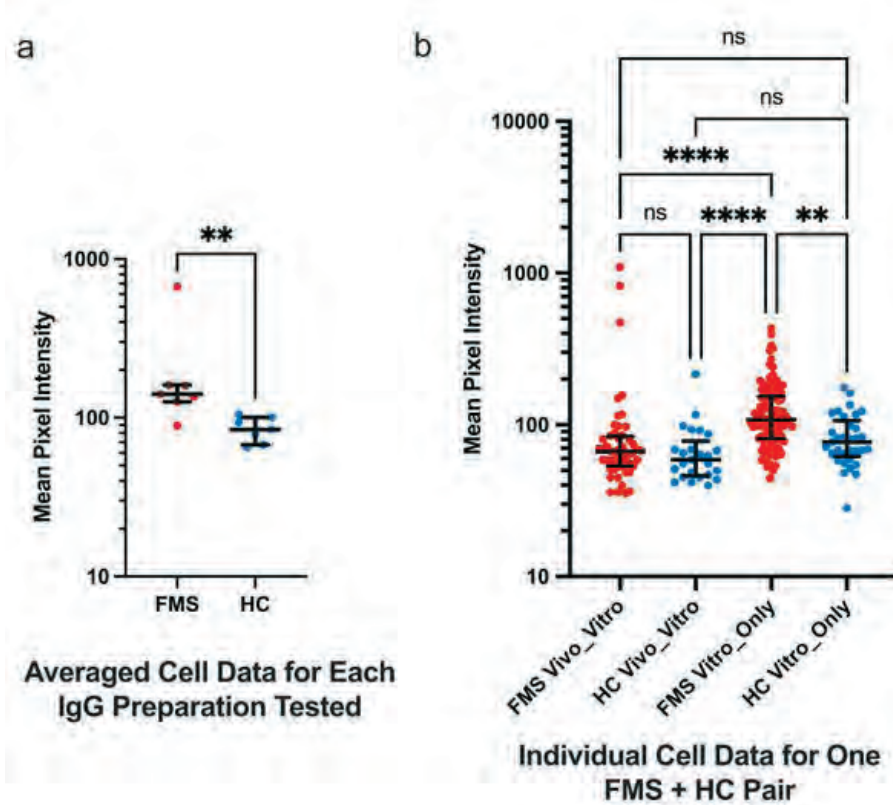 a
**
1000
100
10
Mean Pixel Intensity
FMS HC
Averaged Cell Data for Each
IgG Preparation Tested
b
ns
ns
****
ns **** **
10000
1000
100
10
Mean Pixel Intensity
FMS Vivo_Vitro
HC Vivo_Vitro
FMS Vitro_Only
HC Vitro_Only
Individual Cell Data for One
FMS + HC Pair